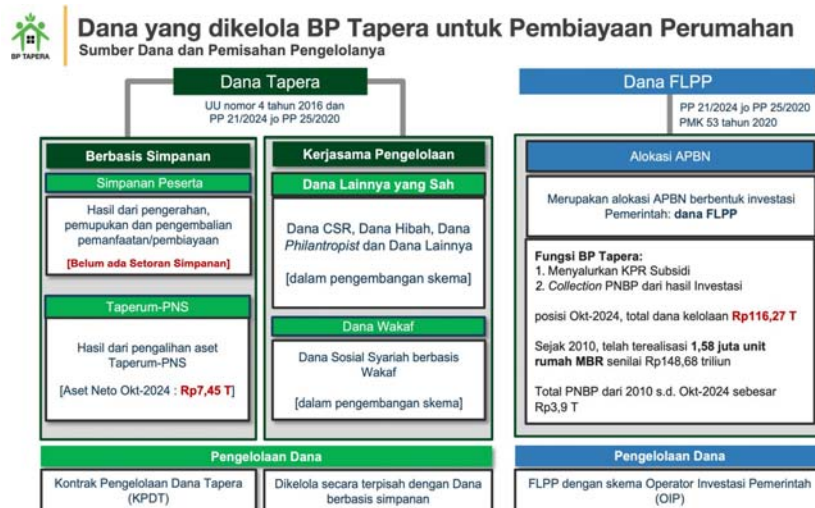 BP TAPERA
Dana yang dikelola BP Tapera untuk Pembiayaan Perumahan
Sumber Dana dan Pemisahan Pengelolanya
Dana Tapera
UU nomor 4 tahun 2016 dan
PP 21/2024 jo PP 25/2020
Berbasis Simpanan
Simpanan Peserta
Hasil dari pengerahan,
pemupukan dan pengembalian
pemanfaatan/pembiayaan
[Belum ada Setoran Simpanan]
Taperum-PNS
Hasil dari pengalihan aset
Taperum-PNS
[Aset Neto Okt-2024 : Rp7,45 T]
Kerjasama Pengelolaan
Dana Lainnya yang Sah
Dana CSR, Dana Hibah, Dana
Philantropist dan Dana Lainnya
[dalam pengembangan skema]
Dana Wakaf
Dana Sosial Syariah berbasis
Wakaf
[dalam pengembangan skema]
Pengelolaan Dana
Kontrak Pengelolaan Dana Tapera
(KPDT)
Dikelola secara terpisah dengan Dana
berbasis simpanan
Dana FLPP
PP 21/2024 jo PP 25/2020
PMK 53 tahun 2020
Alokasi APBN
Merupakan alokasi APBN berbentuk investasi
Pemerintah: dana FLPP
Fungsi BP Tapera:
1. Menyalurkan KPR Subsidi
2. Collection PNBP dari hasil Investasi
posisi Okt-2024, total dana kelolaan Rp116,27 T
Sejak 2010, telah terealisasi 1,58 juta unit
rumah MBR senilai Rp148,68 triliun
Total PNBP dari 2010 s.d. Okt-2024 sebesar
Rp3,9 T
Pengelolaan Dana
FLPP dengan skema Operator Investasi Pemerintah
(OIP)